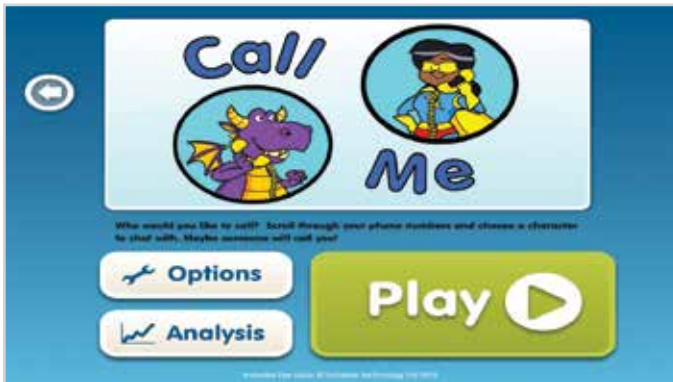 Call
Me
Who would you like to call? Scroll through your phone numbers and choose a character
to chat with. Maybe someone will call you!
Options
Play
Analysis